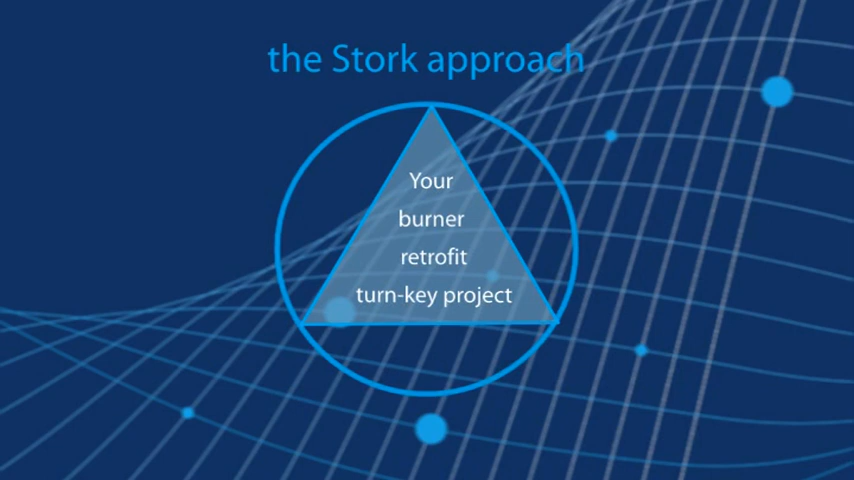 the Stork approach
Your
burner
retrofit
turn-key project